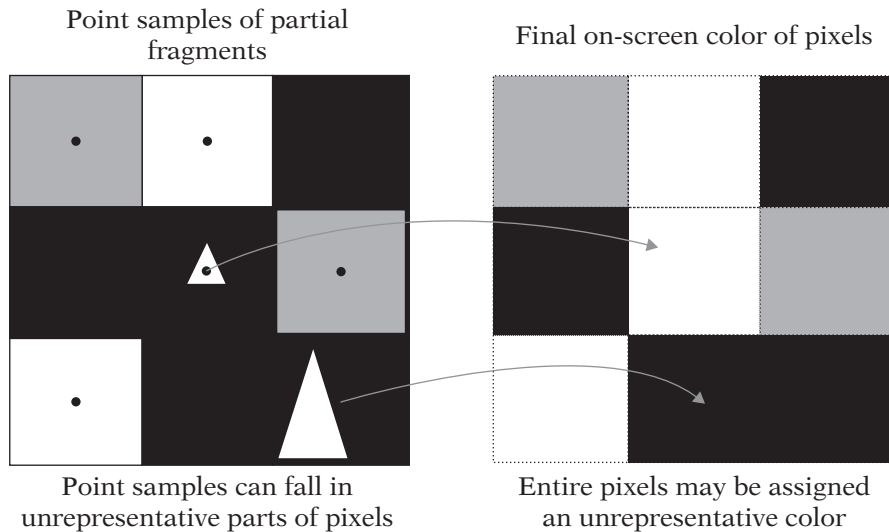 Point samples of partial
fragments
Final on-screen color of pixels
Point samples can fall in
unrepresentative parts of pixels
Entire pixels may be assigned
an unrepresentative color